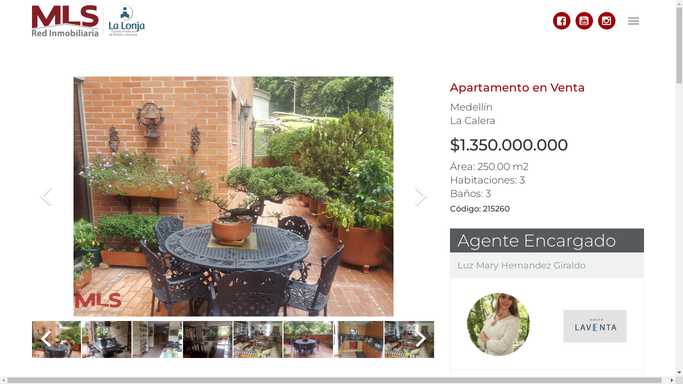 MLS
Red Inmobiliaria
La Lonja
Apartamento en Venta
Medellín
La Calera
$1.350.000.000
Área: 250.00 m2
Habitaciones: 3
Baños: 3
Código: 215260
Agente Encargado
Luz Mary Hernandez Giraldo
LAVENTA
MLS